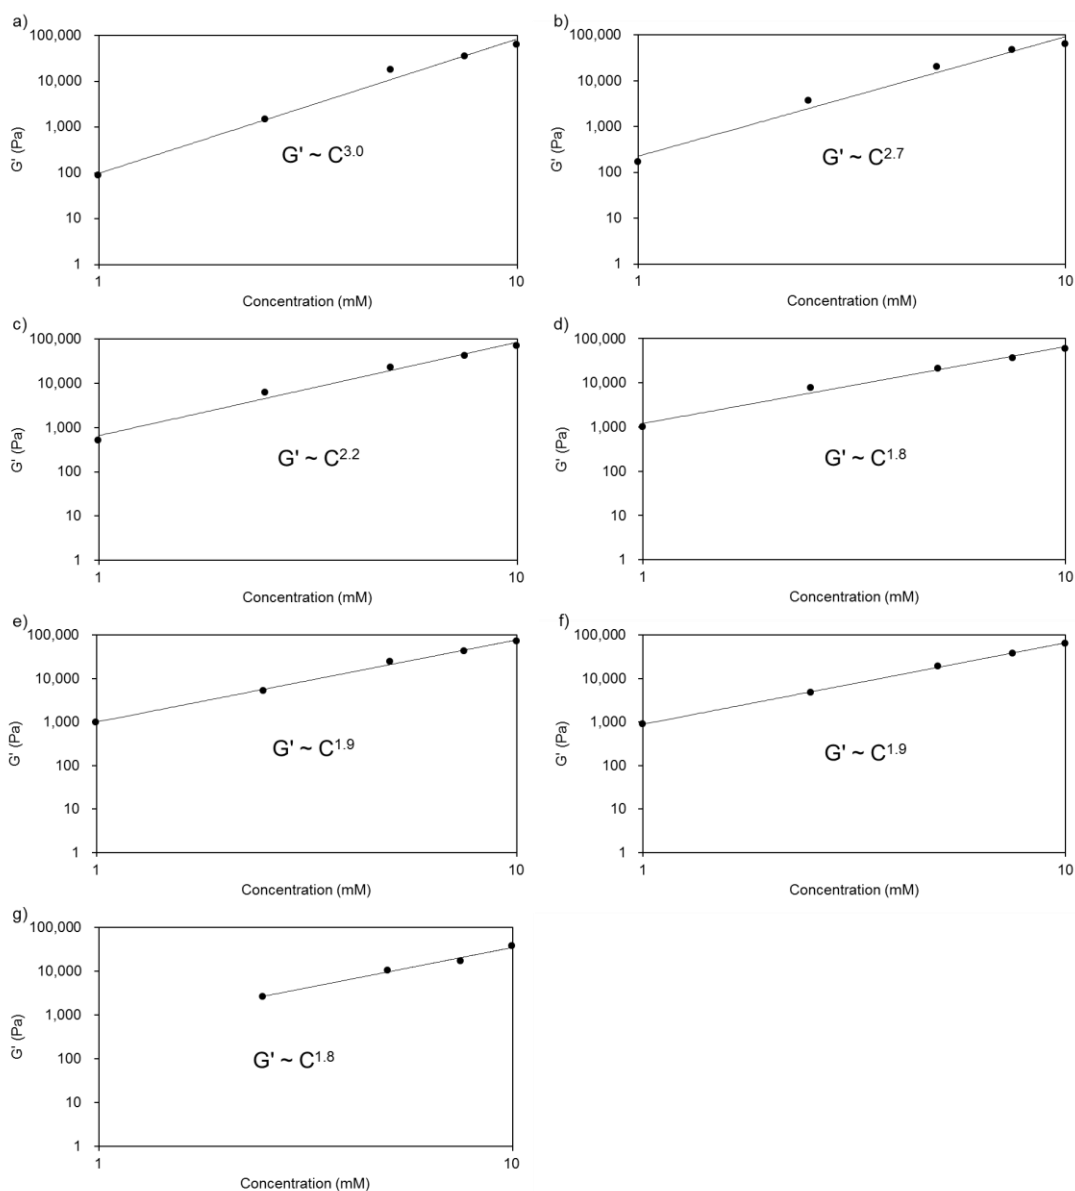 a)
100,000
10,000
1,000
100
10
1
G' (Pa)
G' ~ C3.0
1
10
Concentration (mM)
b)
100,000
10,000
1,000
100
10
1
G' (Pa)
G' ~ C2.7
1
10
Concentration (mM)
c)
100,000
10,000
1,000
100
10
1
G' (Pa)
G' ~ C2.2
1
10
Concentration (mM)
d)
100,000
10,000
1,000
100
10
1
G' (Pa)
G' ~ C1.8
1
10
Concentration (mM)
e)
100,000
10,000
1,000
100
10
1
G' (Pa)
G' ~ C1.9
1
10
Concentration (mM)
f)
100,000
10,000
1,000
100
10
1
G' (Pa)
G' ~ C1.9
1
10
Concentration (mM)
g)
100,000
10,000
1,000
100
10
1
G' (Pa)
G' ~ C1.8
1
10
Concentration (mM)